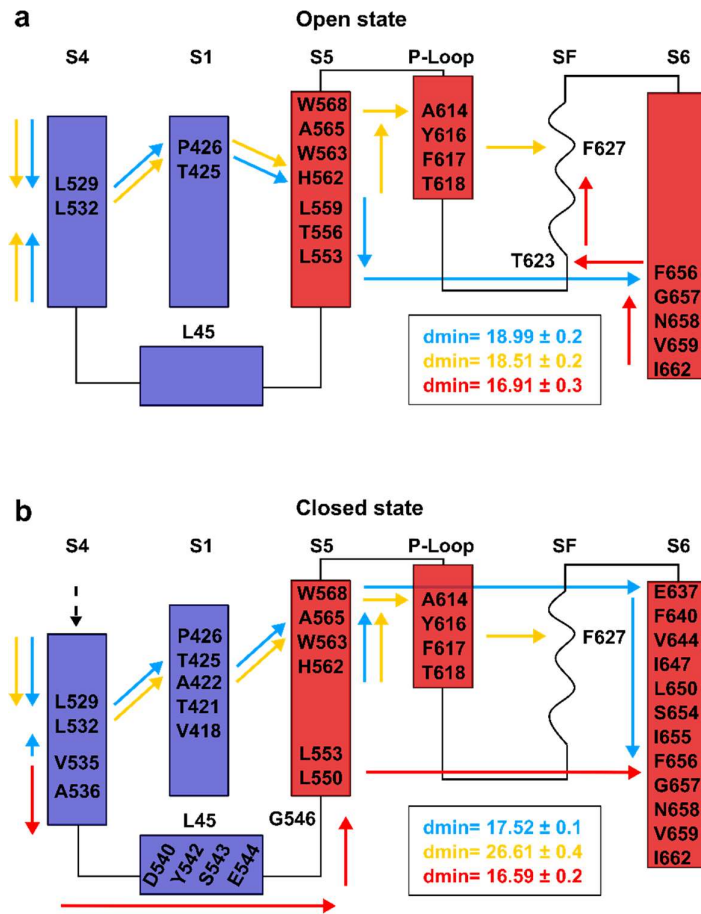 a
Open state
S4 S1 S5 P-Loop SF S6
L529
L532
P426
T425
W568
A565
W563
H562
L559
T556
L553
A614
Y616
F617
T618
F627
T623
F656
G657
N658
V659
I662
L45
dmin= 18.99 ± 0.2
dmin= 18.51 ± 0.2
dmin= 16.91 ± 0.3
b
Closed state
S4 S1 S5 P-Loop SF S6
L529
L532
V535
A536
P426
T425
A422
T421
V418
W568
A565
W563
H562
L553
L550
A614
Y616
F617
T618
F627
E637
F640
V644
I647
L650
S654
I655
F656
G657
N658
V659
I662
L45
G546
D540
Y542
S543
E544
dmin= 17.52 ± 0.1
dmin= 26.61 ± 0.4
dmin= 16.59 ± 0.2